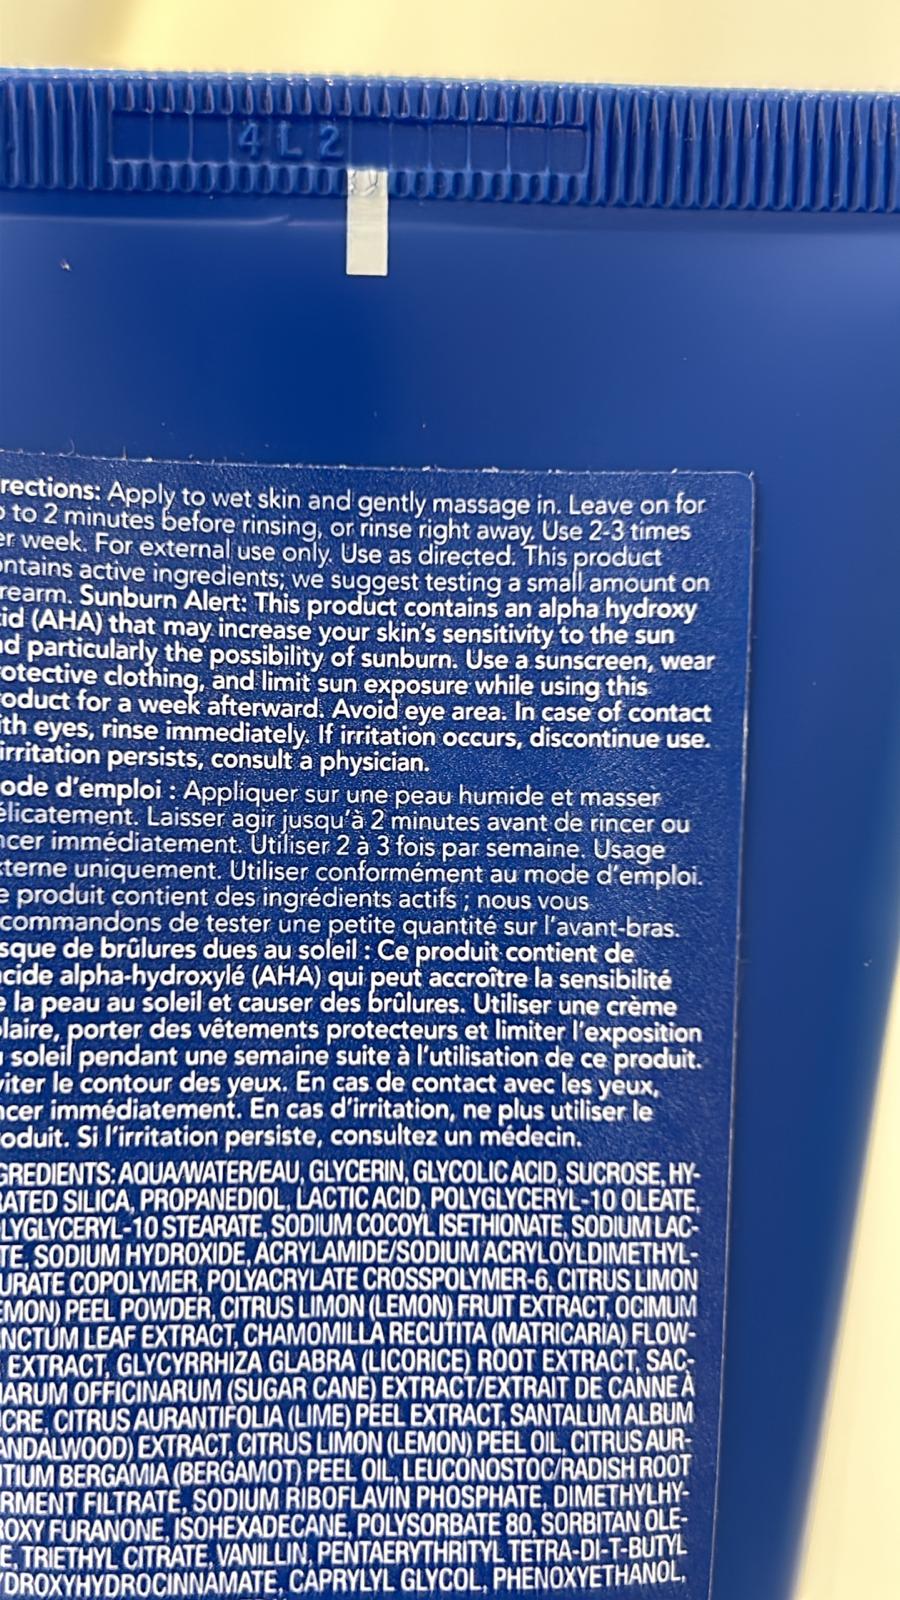 4L2
rections: Apply to wet skin and gently massage in. Leave on for
to 2 minutes before rinsing, or rinse right away. Use 2-3 times
er week. For external use only. Use as directed. This product
ontains active ingredients; we suggest testing a small amount on
rearm. Sunburn Alert: This product contains an alpha hydroxy
id (AHA) that may increase your skin's sensitivity to the sun
nd particularly the possibility of sunburn. Use a sunscreen, wear
otective clothing, and limit sun exposure while using this
oduct for a week afterward. Avoid eye area. In case of contact
ith eyes, rinse immediately. If irritation occurs, discontinue use.
irritation persists, consult a physician.
ode d'emploi : Appliquer sur une peau humide et masser
élicatement. Laisser agir jusqu'à 2 minutes avant de rincer ou
ncer immédiatement. Utiliser 2 à 3 fois par semaine. Usage
xterne uniquement. Utiliser conformément au mode d'emploi.
e produit contient des ingrédients actifs ; nous vous
commandons de tester une petite quantité sur l'avant-bras.
sque de brûlures dues au soleil : Ce produit contient de
acide alpha-hydroxylé (AHA) qui peut accroître la sensibilité
e la peau au soleil et causer des brûlures. Utiliser une crème
laire, porter des vêtements protecteurs et limiter l'exposition
u soleil pendant une semaine suite à l'utilisation de ce produit.
viter le contour des yeux. En cas de contact avec les yeux,
ncer immédiatement. En cas d'irritation, ne plus utiliser le
oduit. Si l'irritation persiste, consultez un médecin.
GREDIENTS: AQUA/WATER/EAU, GLYCERIN, GLYCOLIC ACID, SUCROSE, HY-
RATED SILICA, PROPANEDIOL, LACTIC ACID, POLYGLYCERYL-10 OLEATE,
LYGLYCERYL-10 STEARATE, SODIUM COCOYL ISETHIONATE, SODIUM LAC-
TE, SODIUM HYDROXIDE, ACRYLAMIDE/SODIUM ACRYLOYLDIMETHYL-
URATE COPOLYMER, POLYACRYLATE CROSSPOLYMER-6, CITRUS LIMON
EMON) PEEL POWDER, CITRUS LIMON (LEMON) FRUIT EXTRACT, OCIMUM
NCTUM LEAF EXTRACT, CHAMOMILLA RECUTITA (MATRICARIA) FLOW-
EXTRACT, GLYCYRRHIZA GLABRA (LICORICE) ROOT EXTRACT, SAC-
HARUM OFFICINARUM (SUGAR CANE) EXTRACT/EXTRAIT DE CANNE À
CRE, CITRUS AURANTIFOLIA (LIME) PEEL EXTRACT, SANTALUM ALBUM
ANDALWOOD) EXTRACT, CITRUS LIMON (LEMON) PEEL OIL, CITRUS AUR-
TIUM BERGAMIA (BERGAMOT) PEEL OIL, LEUCONOSTOC/RADISH ROOT
RMENT FILTRATE, SODIUM RIBOFLAVIN PHOSPHATE, DIMETHYLHY-
ROXY FURANONE, ISOHEXADECANE, POLYSORBATE 80, SORBITAN OLE-
E, TRIETHYL CITRATE, VANILLIN, PENTAERYTHRITYL TETRA-DI-T-BUTYL
YDROXYHYDROCINNAMATE, CAPRYLYL GLYCOL, PHENOXYETHANOL,